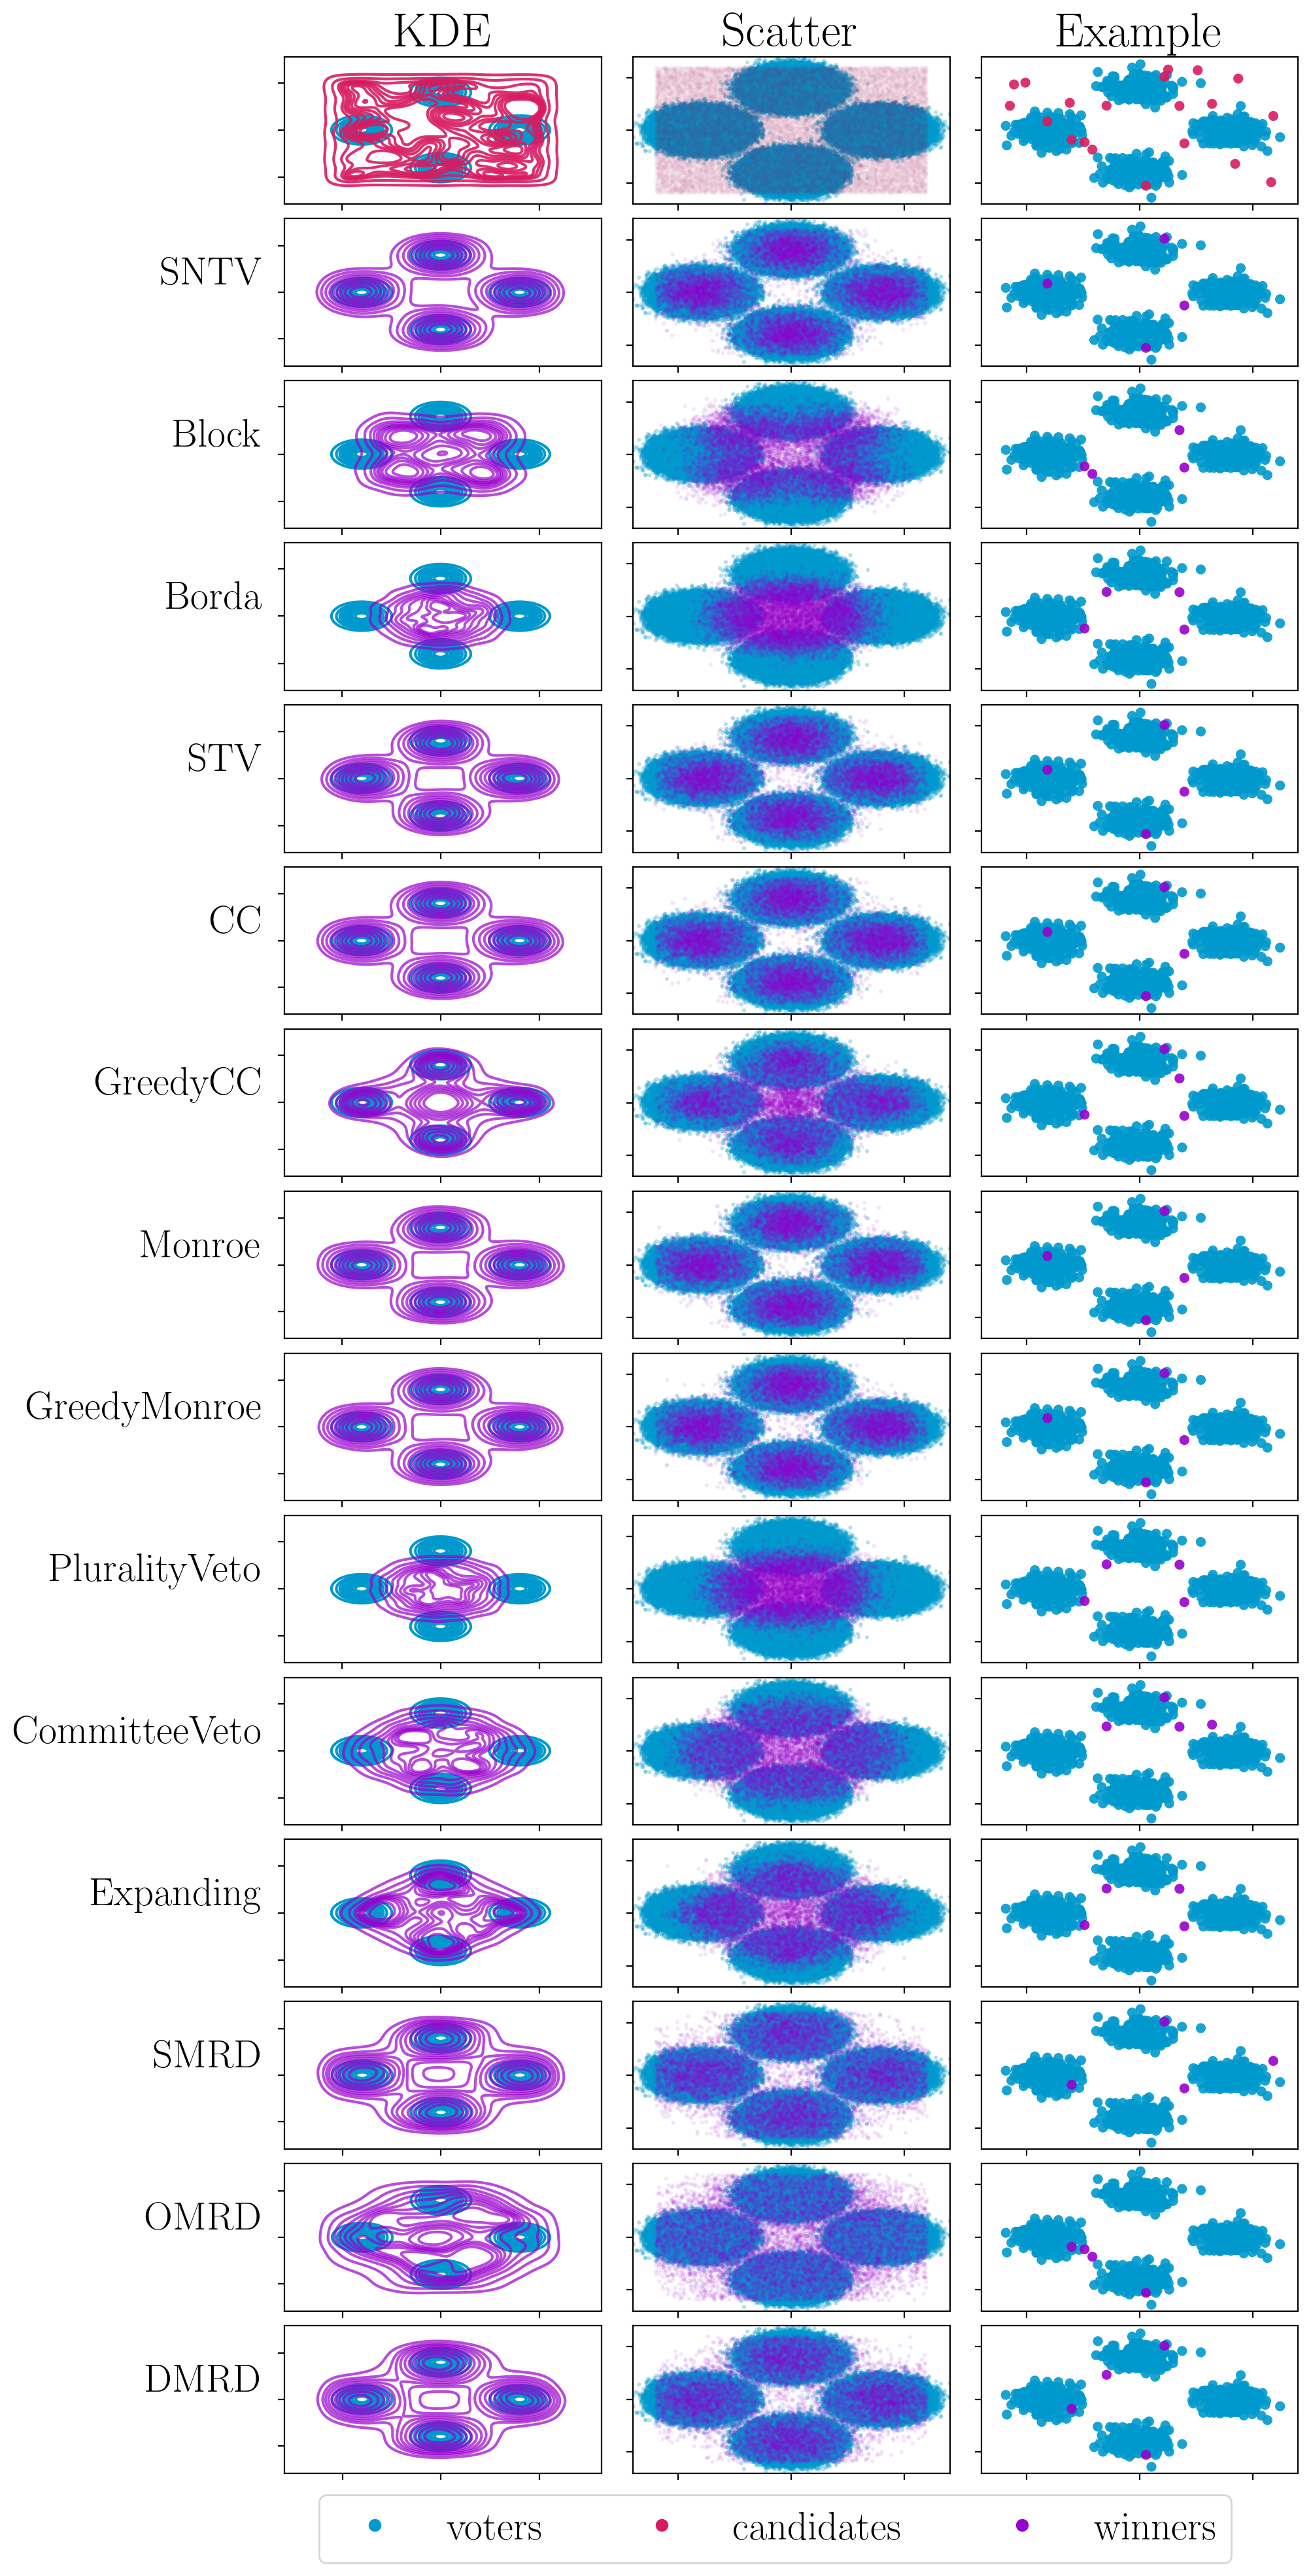 KDE Scatter Example
SNTV
Block
Borda
STV
CC
GreedyCC
Monroe
GreedyMonroe
PluralityVeto
CommitteeVeto
Expanding
SMRD
OMRD
DMRD
voters candidates winners